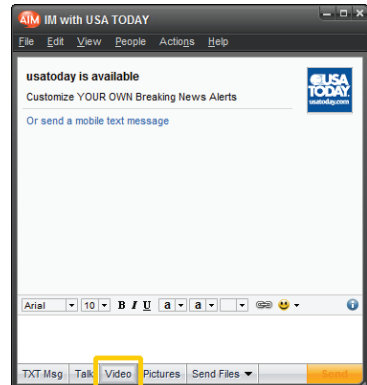 AIM IM with USA TODAY
File Edit View People Actions Help
usatoday is available
Customize YOUR OWN Breaking News Alerts
Or send a mobile text message
USA
TODAY.
usatoday.com
Arial 10 B I U a a
TXT Msg Talk Video Pictures Send Files Send